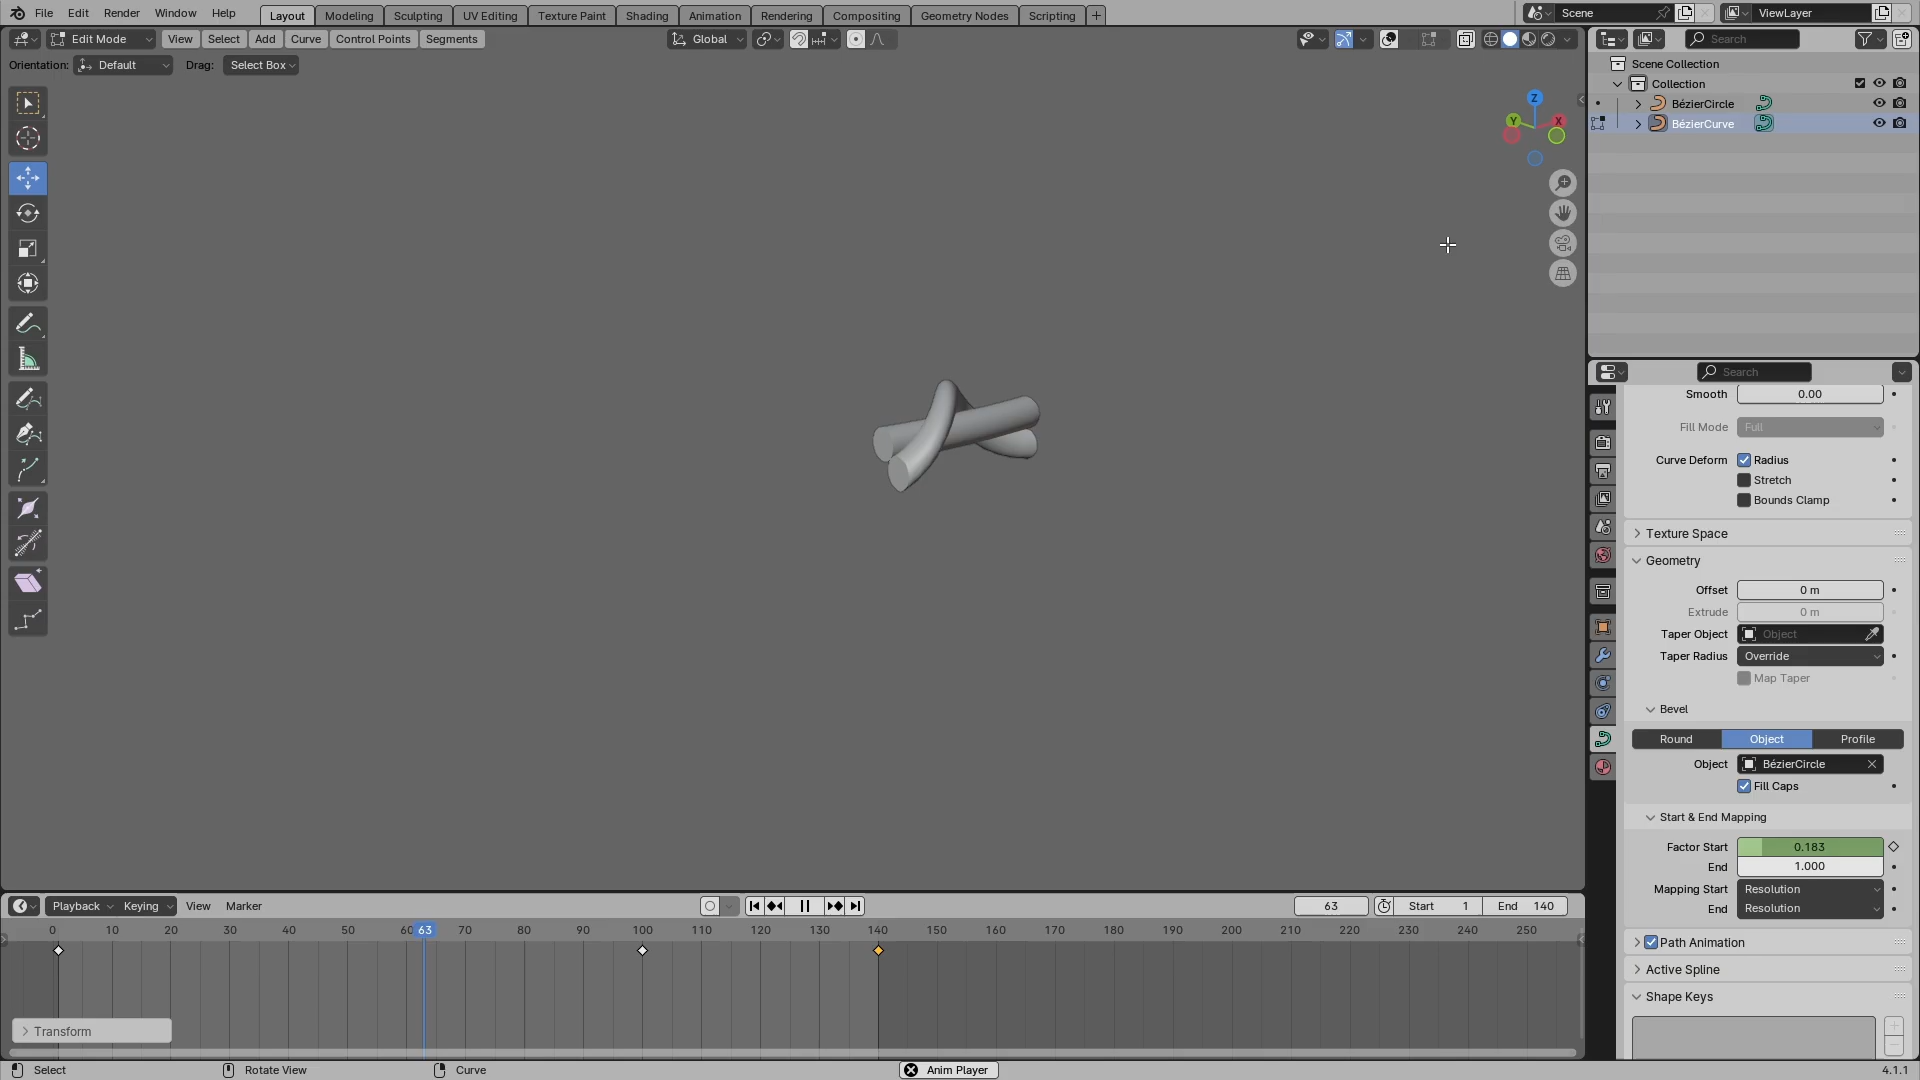 File Edit Render Window Help Layout Modeling Sculpting UV Editing Texture Paint Shading Animation Rendering Compositing Geometry Nodes Scripting + Scene ViewLayer
Edit Mode View Select Add Curve Control Points Segments Global Search
Orientation: Default Drag: Select Box
Scene Collection
Collection
BézierCircle
BézierCurve
Z
Y X
Search
Smooth 0.00
Fill Mode Full
Curve Deform Radius
Stretch
Bounds Clamp
Texture Space
Geometry
Offset 0 m
Extrude 0 m
Taper Object Object
Taper Radius Override
Map Taper
Bevel
Round Object Profile
Object BézierCircle
Fill Caps
Start & End Mapping
Factor Start 0.183
End 1.000
Mapping Start Resolution
End Resolution
Path Animation
Active Spline
Shape Keys
Playback Keying View Marker 63 Start 1 End 140
0 10 20 30 40 50 60 63 70 80 90 100 110 120 130 140 150 160 170 180 190 200 210 220 230 240 250
Transform
Select Rotate View Curve Anim Player 4.1.1